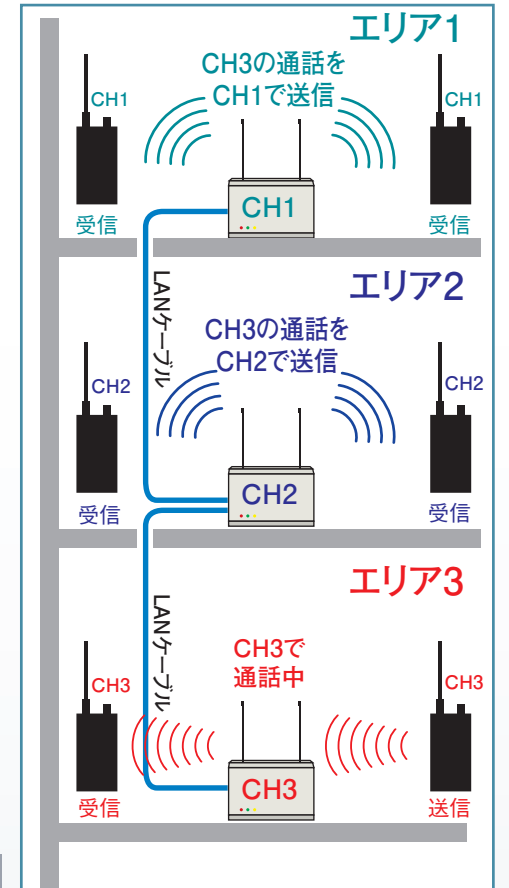 エリア1
CH3の通話を
CH1で送信
CH1
CH1
CH1
受信
受信
LANケーブル
エリア2
CH3の通話を
CH2で送信
CH2
CH2
CH2
受信
受信
LANケーブル
エリア3
CH3で
通話中
CH3
CH3
CH3
受信
送信